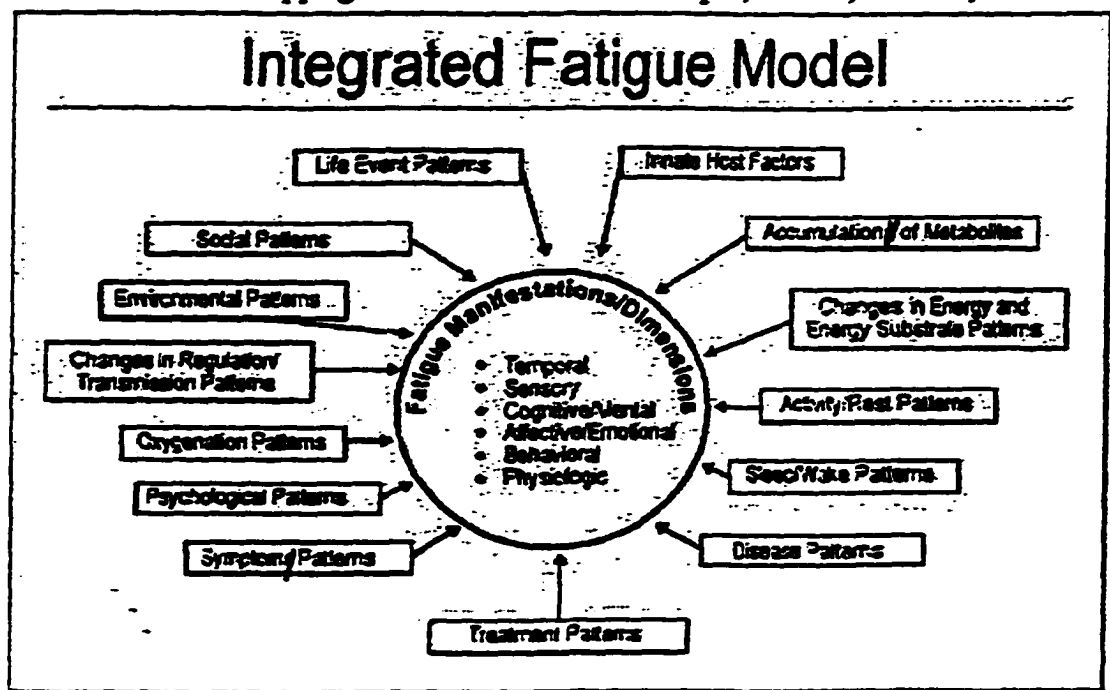 Integrated Fatigue Model
Life Event Patterns
Innate Host Factors
Social Patterns
Accumulation of Metabolites
Environmental Patterns
Changes in Energy and
Energy Substrate Patterns
Changes in Regulation/
Transmission Patterns
Fatigue Manifestations/Dimensions
Temporal
Sensory
Cognitive/Mental
Affective/Emotional
Behavioral
Physiologic
Activity/Rest Patterns
Oxygenation Patterns
Sleep/Wake Patterns
Psychological Patterns
Symptom Patterns
Disease Patterns
Treatment Patterns